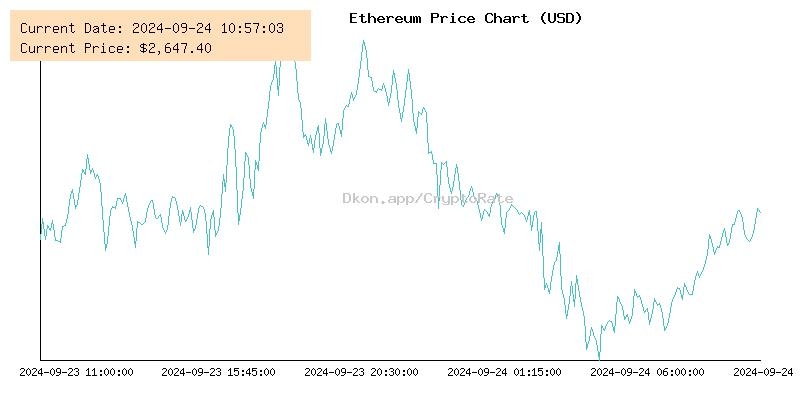 Ethereum Price Chart (USD)
Current Date: 2024-09-24 10:57:03
Current Price: $2,647.40
Dkon.app/CryptoRate
2024-09-23 11:00:00 2024-09-23 15:45:00 2024-09-23 20:30:00 2024-09-24 01:15:00 2024-09-24 06:00:00 2024-09-24